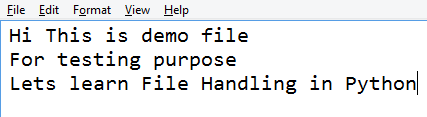 File Edit Format View Help
Hi This is demo file
For testing purpose
Lets learn File Handling in Python